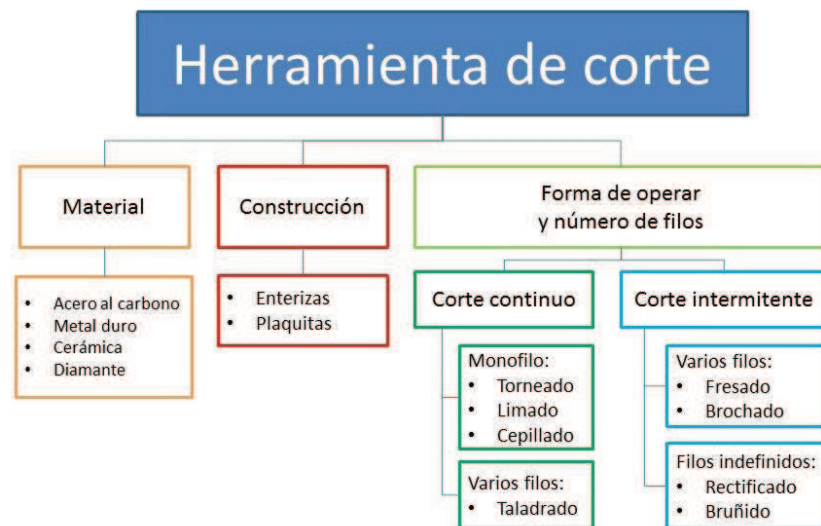 Herramienta de corte
Material
Construcción
Forma de operar
y número de filos
• Acero al carbono
• Metal duro
• Cerámica
• Diamante
• Enterizas
• Plaquitas
Corte continuo
Corte intermitente
Monofilo:
• Torneado
• Limado
• Cepillado
Varios filos:
• Taladrado
Varios filos:
• Fresado
• Brochado
Filos indefinidos:
• Rectificado
• Bruñido